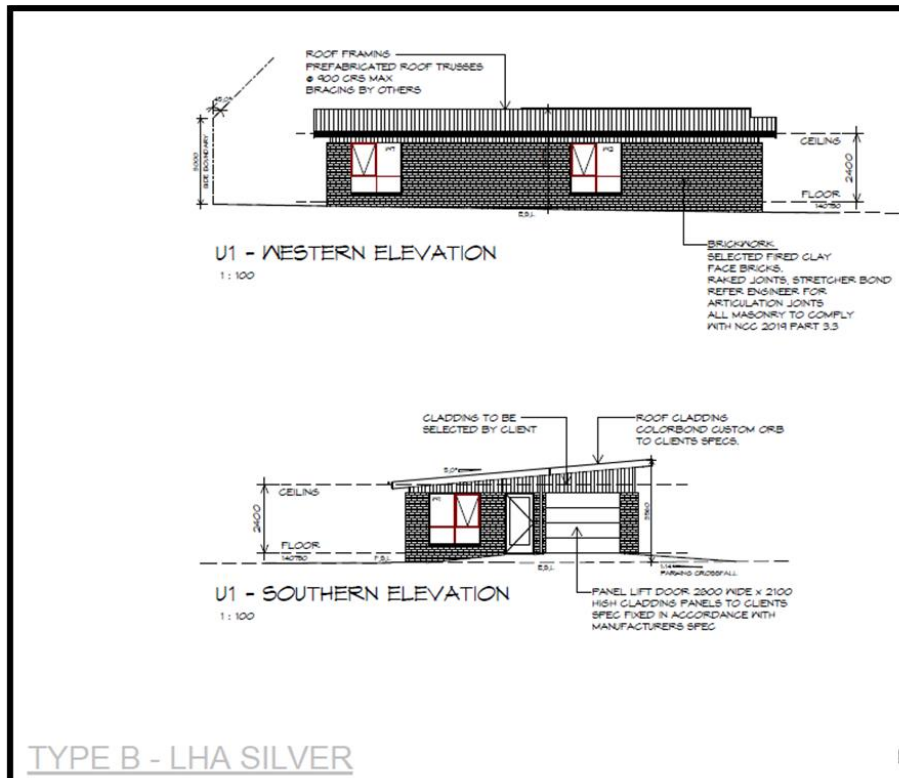 ROOF FRAMING
PREFABRICATED ROOF TRUSSES
@ 900 CRS MAX
BRACING BY OTHERS
SIDE BOUNDARY
CEILING
2400
FLOOR
U1 - WESTERN ELEVATION
1 : 100
BRICKWORK
SELECTED FIRED CLAY
FACE BRICKS.
RAKED JOINTS, STRETCHER BOND
REFER ENGINEER FOR
ARTICULATION JOINTS
ALL MASONRY TO COMPLY
WITH NCC 2019 PART 3.3
CLADDING TO BE
SELECTED BY CLIENT
ROOF CLADDING
COLORBOND CUSTOM ORB
TO CLIENTS SPECS.
CEILING
2400
FLOOR
PARKING CROSSFALL
U1 - SOUTHERN ELEVATION
1 : 100
PANEL LIFT DOOR WIDE x 2100
HIGH CLADDING PANELS TO CLIENTS
SPEC FIXED IN ACCORDANCE WITH
MANUFACTURERS SPEC
TYPE B - LHA SILVER